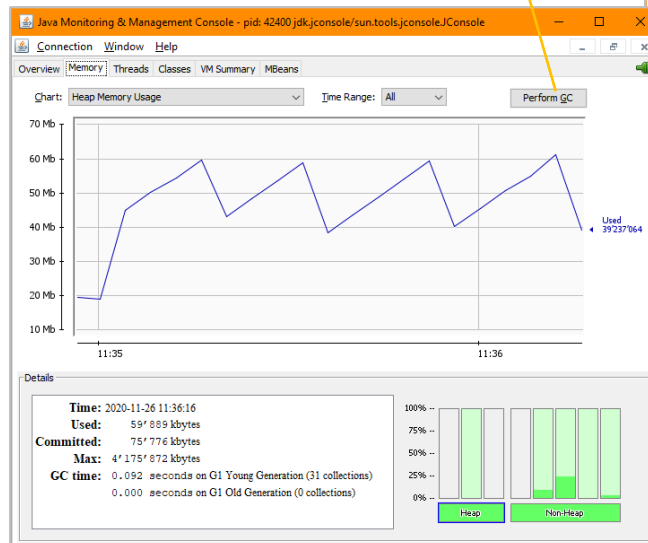 Java Monitoring & Management Console - pid: 42400 jdk.jconsole/sun.tools.jconsole.JConsole
Connection Window Help
Overview Memory Threads Classes VM Summary MBeans
Chart: Heap Memory Usage Time Range: All Perform GC
70 Mb
60 Mb
50 Mb
40 Mb
30 Mb
20 Mb
10 Mb
Used
39'237'064
11:35 11:36
Details
Time: 2020-11-26 11:36:16
Used: 59'889 kbytes
Committed: 75'776 kbytes
Max: 4'175'872 kbytes
GC time: 0.092 seconds on G1 Young Generation (31 collections)
0.000 seconds on G1 Old Generation (0 collections)
100% --
75% --
50% --
25% --
0% --
Heap Non-Heap